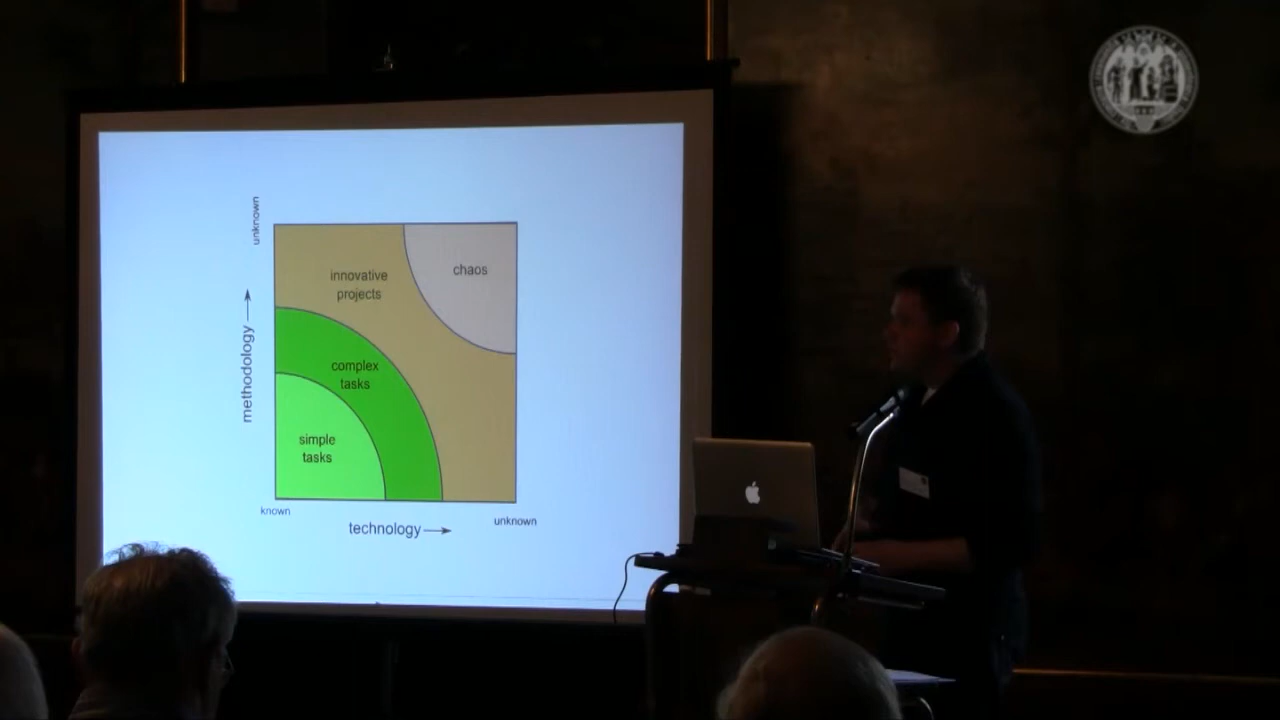 unknown
innovative
projects
chaos
methodology
complex
tasks
simple
tasks
known
technology
unknown